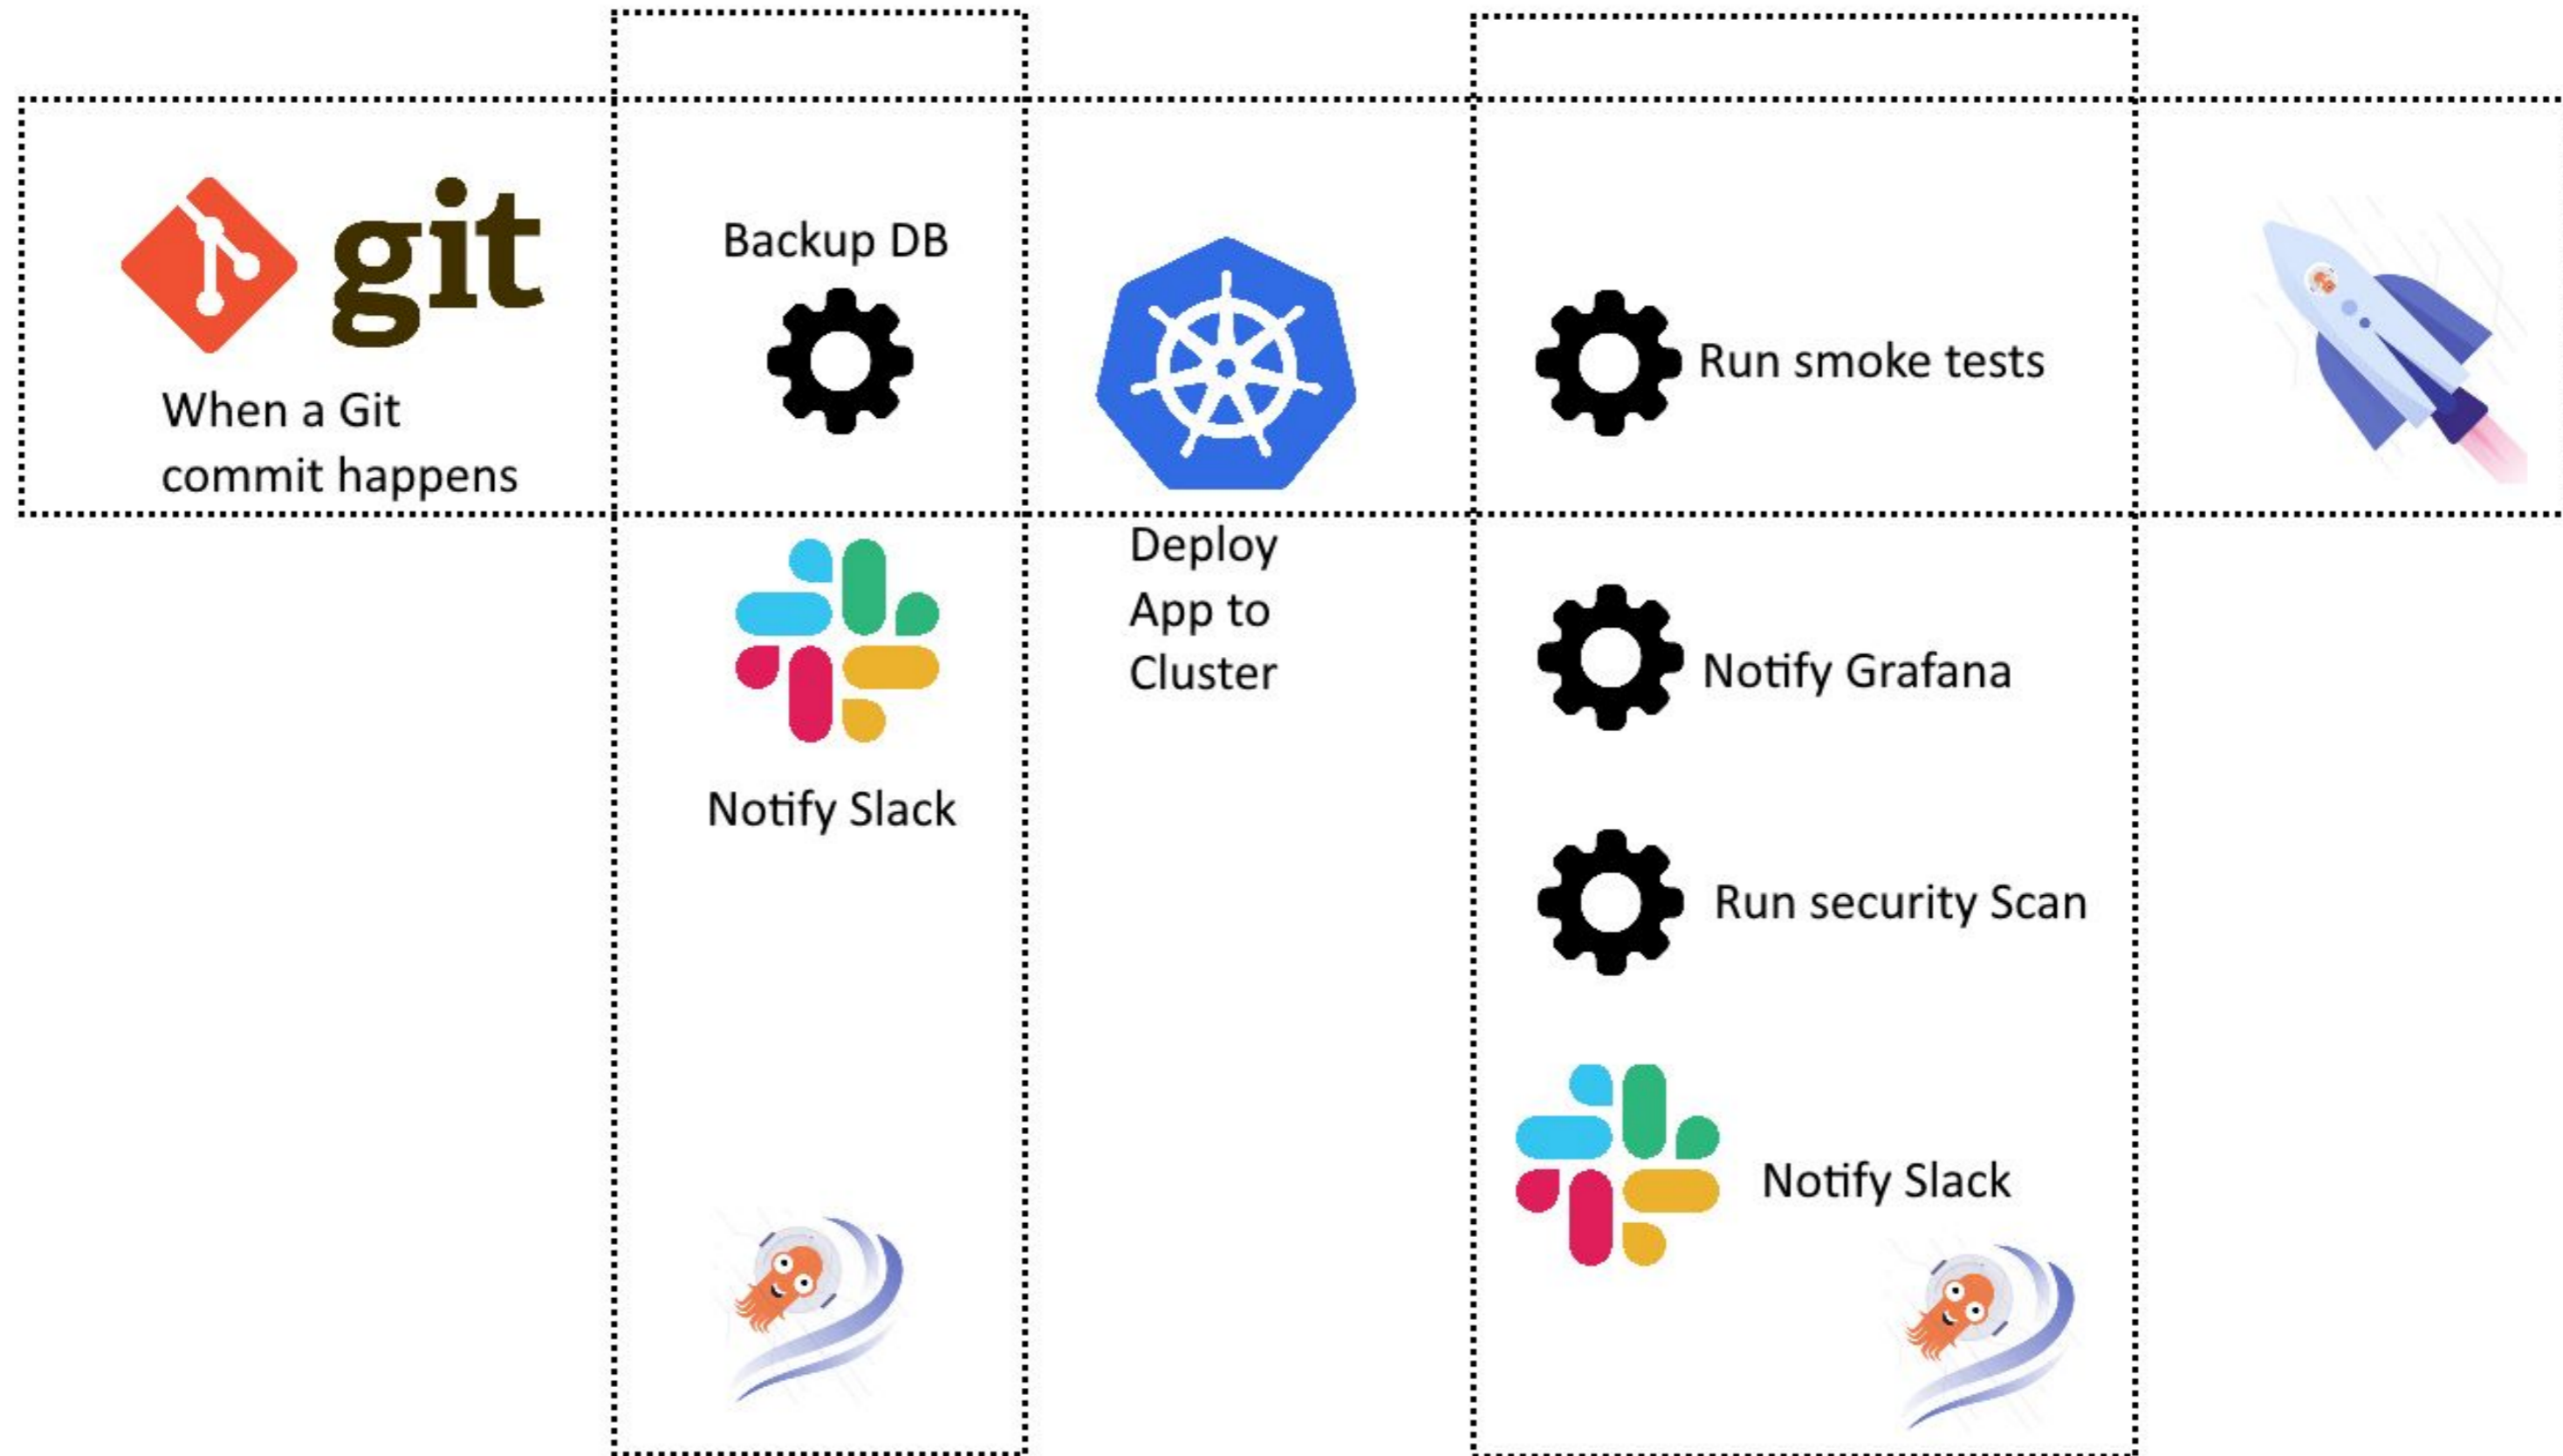 git
When a Git
commit happens
Backup DB
Notify Slack
Deploy
App to
Cluster
Run smoke tests
Notify Grafana
Run security Scan
Notify Slack